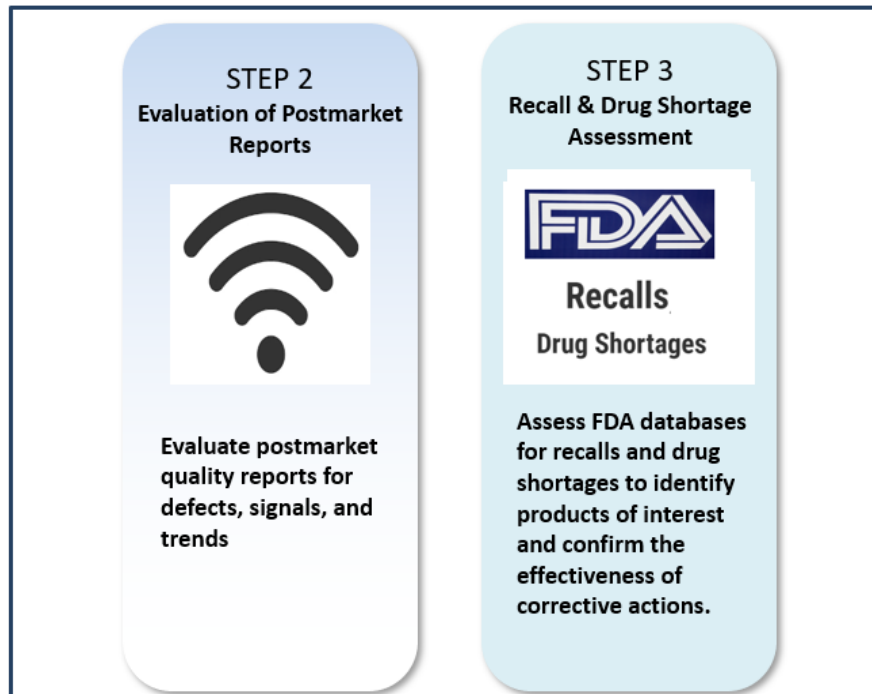 STEP 2
Evaluation of Postmarket
Reports
Evaluate postmarket
quality reports for
defects, signals, and
trends
STEP 3
Recall & Drug Shortage
Assessment
FDA
Recalls
Drug Shortages
Assess FDA databases
for recalls and drug
shortages to identify
products of interest
and confirm the
effectiveness of
corrective actions.